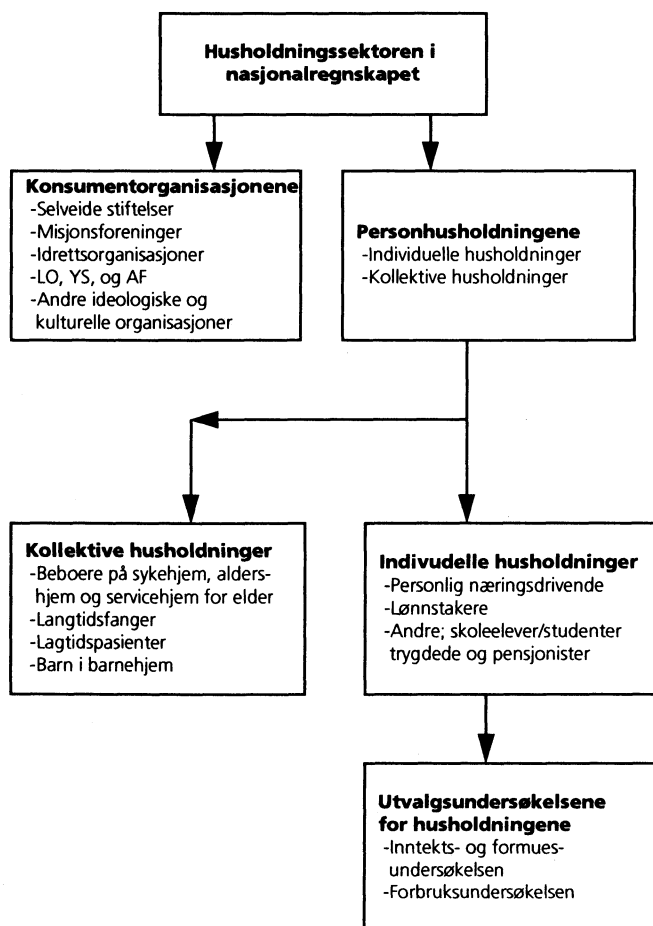 Husholdningssektoren i
nasjonalregnskapet
Konsumentorganisasjonene
-Selveide stiftelser
-Misjonsforeninger
-Idrettsorganisasjoner
-LO, YS, og AF
-Andre ideologiske og
kulturelle organisasjoner
Personhusholdningene
-Individuelle husholdninger
-Kollektive husholdninger
Kollektive husholdninger
-Beboere på sykehjem, alders-
hjem og servicehjem for elder
-Langtidsfanger
-Lagtidspasienter
-Barn i barnehjem
Indivudelle husholdninger
-Personlig næringsdrivende
-Lønnstakere
-Andre; skoleelever/studenter
trygdede og pensjonister
Utvalgsundersøkelsene
for husholdningene
-Inntekts- og formues-
undersøkelsen
-Forbruksundersøkelsen